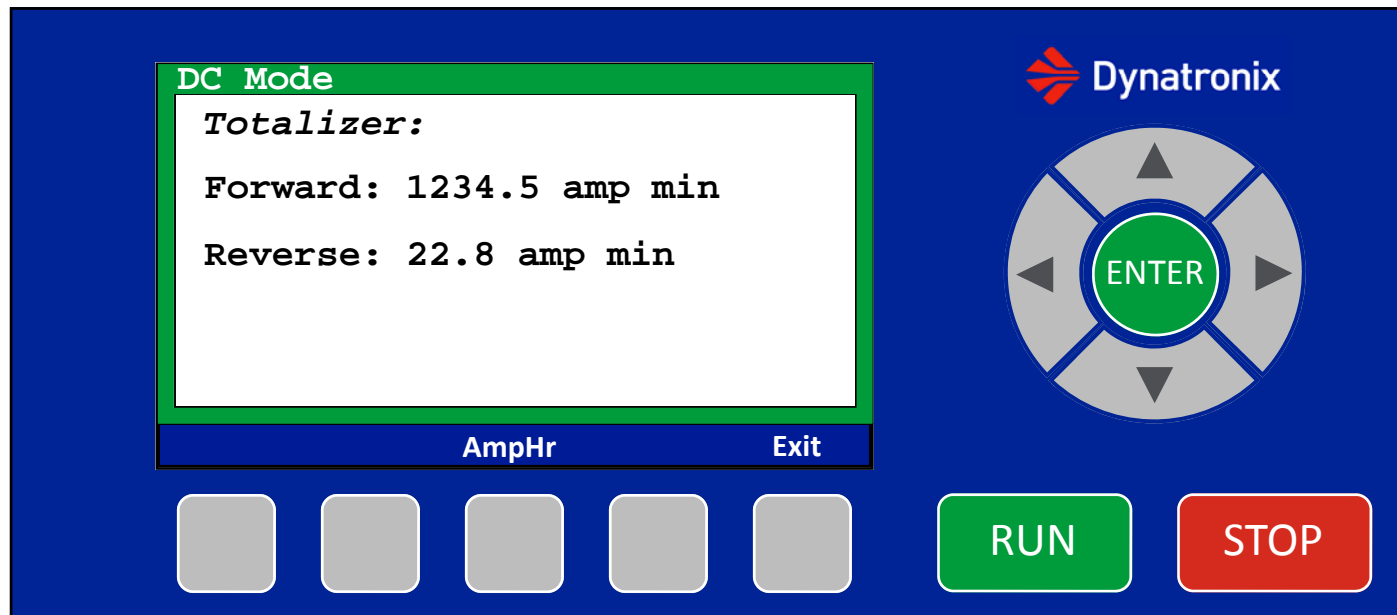 DC Mode
Totalizer:
Forward: 1234.5 amp min
Reverse: 22.8 amp min
AmpHr Exit
Dynatronix
ENTER
RUN STOP